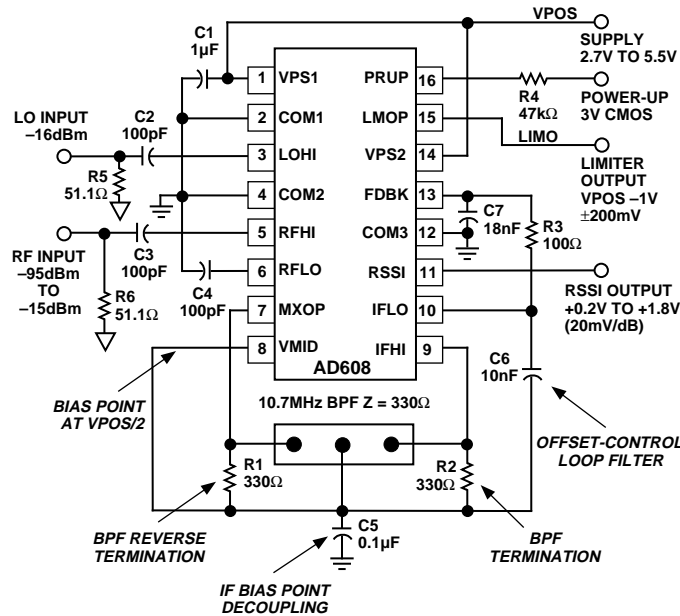 VPOS
SUPPLY
2.7V TO 5.5V
C1
1µF
1 VPS1
PRUP 16
R4
47kΩ
POWER-UP
3V CMOS
LO INPUT
–16dBm
C2
100pF
2 COM1
LMOP 15
LIMO
LIMITER
OUTPUT
VPOS –1V
±200mV
3 LOHI
VPS2 14
R5
51.1Ω
4 COM2
FDBK 13
C7
18nF
R3
100Ω
RF INPUT
–95dBm
TO
–15dBm
C3
100pF
5 RFHI
COM3 12
6 RFLO
RSSI 11
RSSI OUTPUT
+0.2V TO +1.8V
(20mV/dB)
R6
51.1Ω
C4
100pF
7 MXOP
IFLO 10
8 VMID
IFHI 9
AD608
C6
10nF
BIAS POINT
AT VPOS/2
10.7MHz BPF Z = 330Ω
OFFSET-CONTROL
LOOP FILTER
R1
330Ω
R2
330Ω
BPF REVERSE
TERMINATION
C5
0.1µF
BPF
TERMINATION
IF BIAS POINT
DECOUPLING